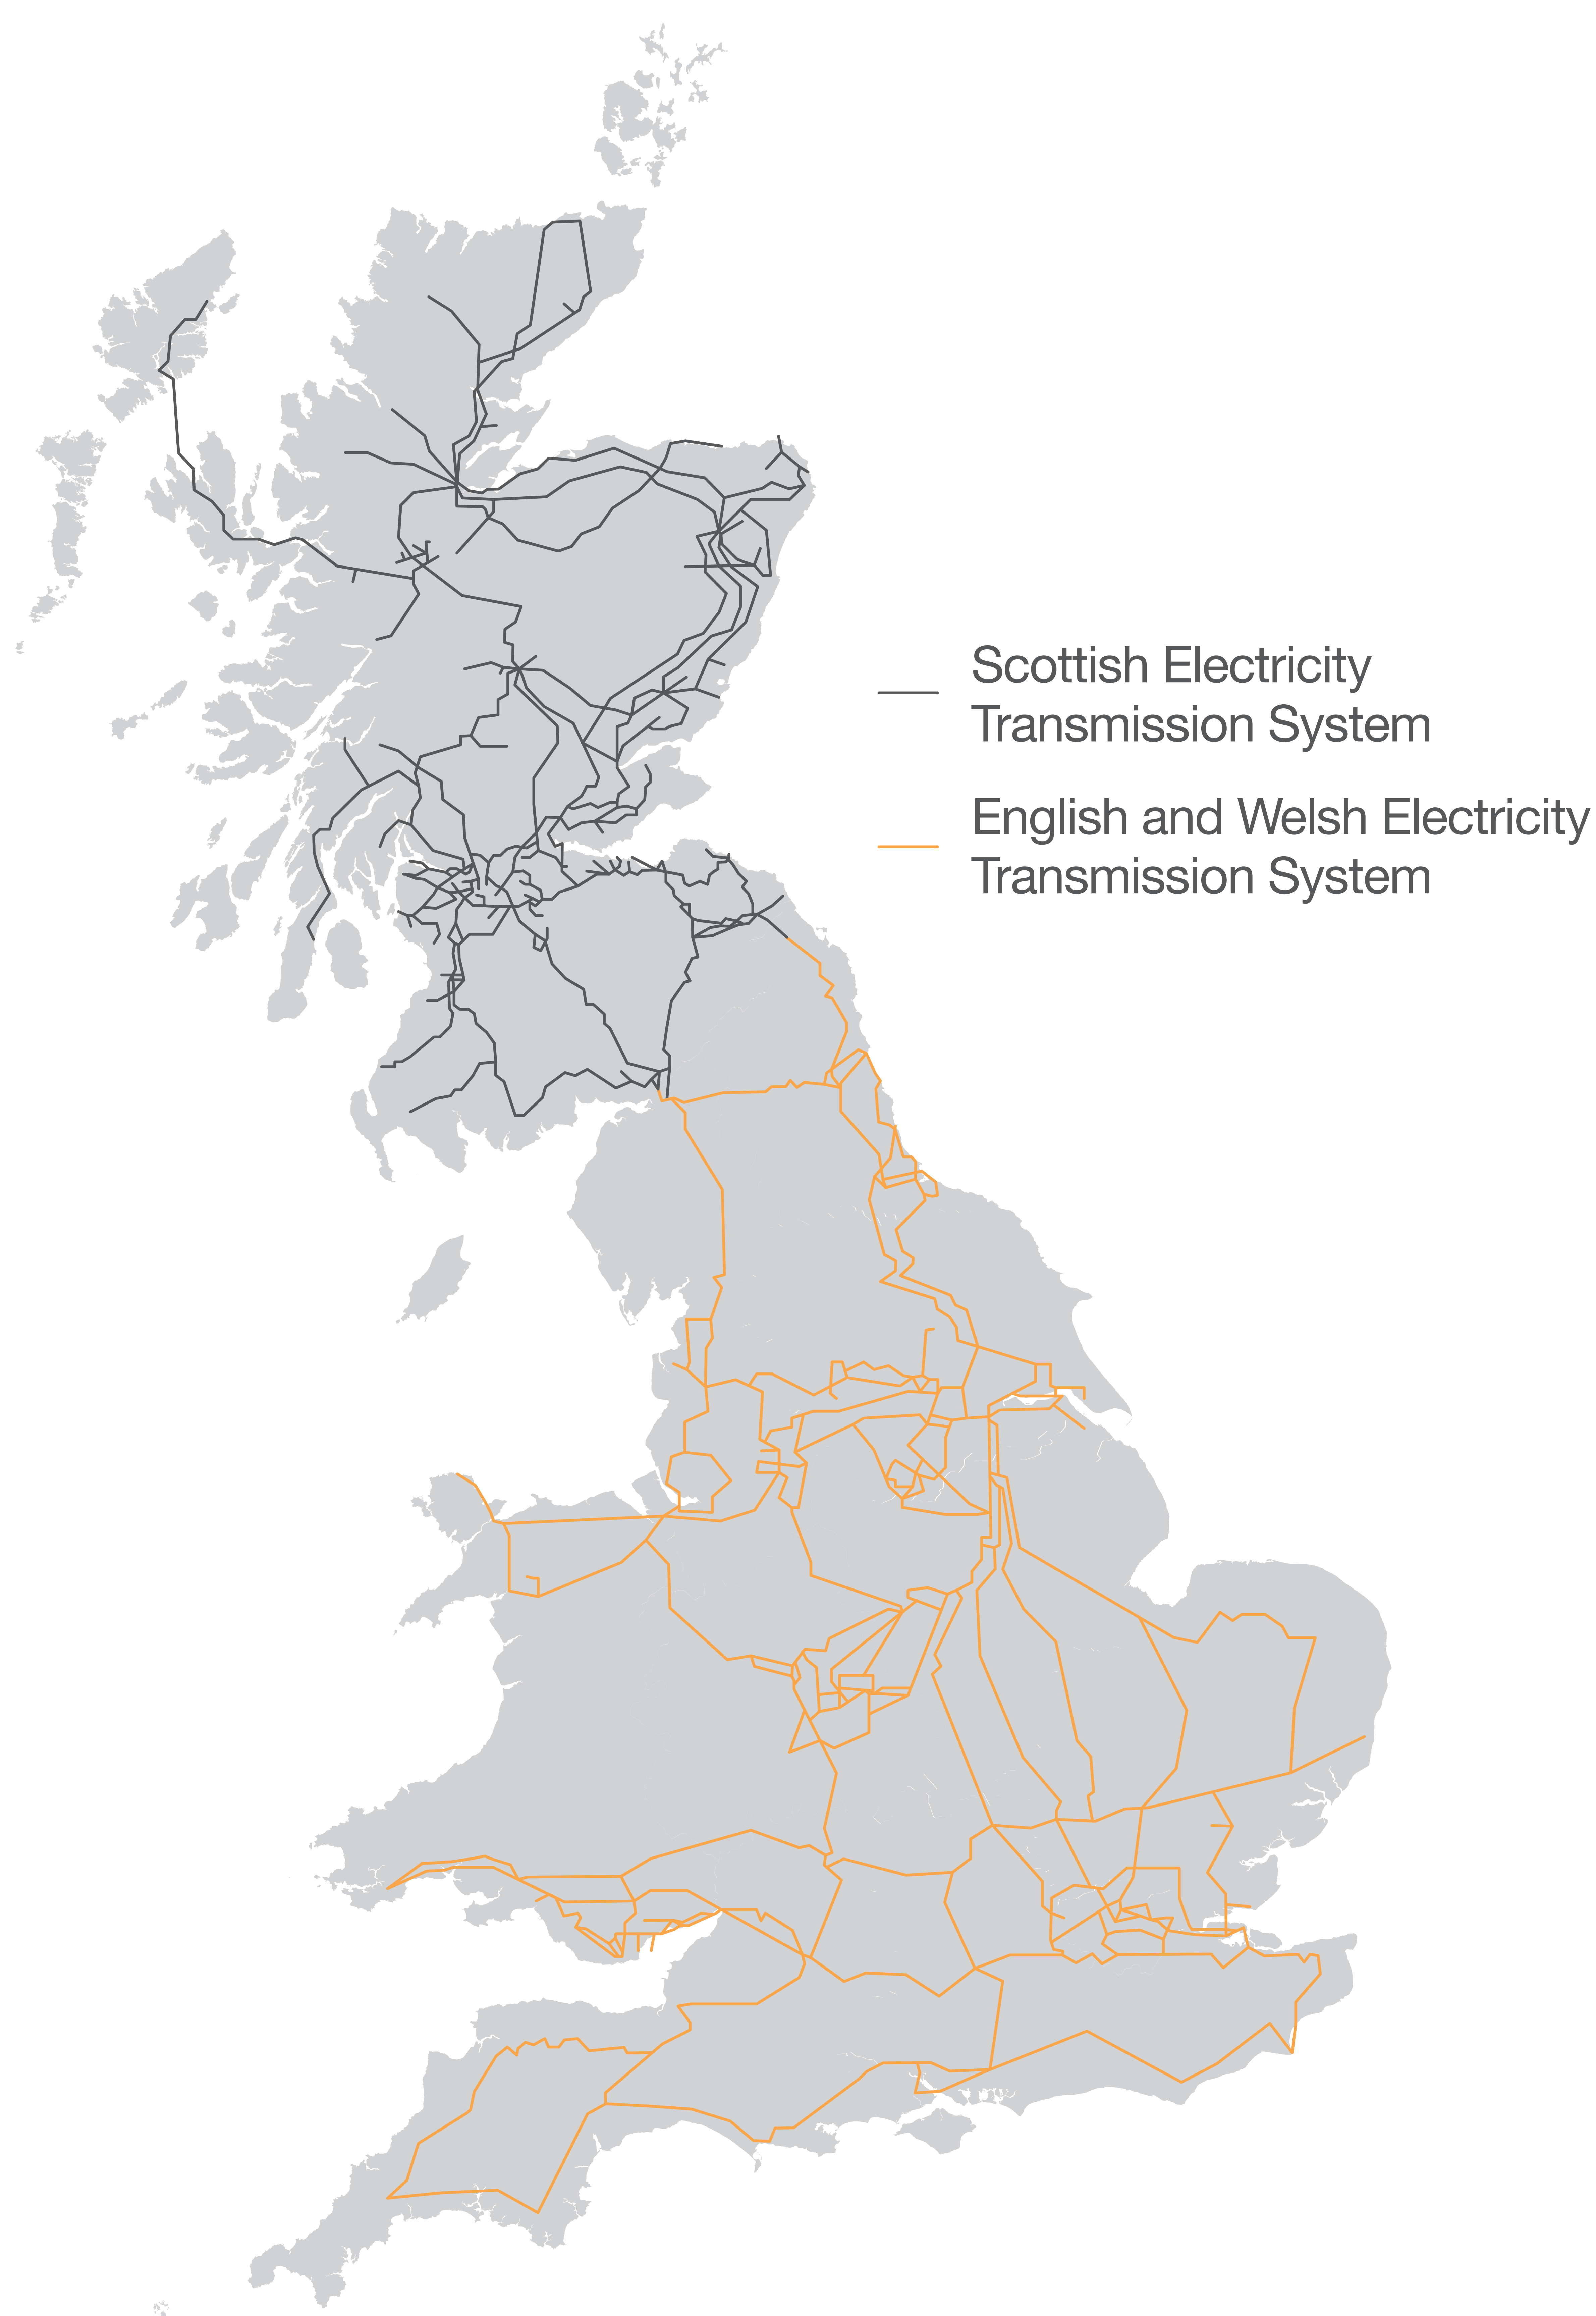 Scottish Electricity
Transmission System
English and Welsh Electricity
Transmission System